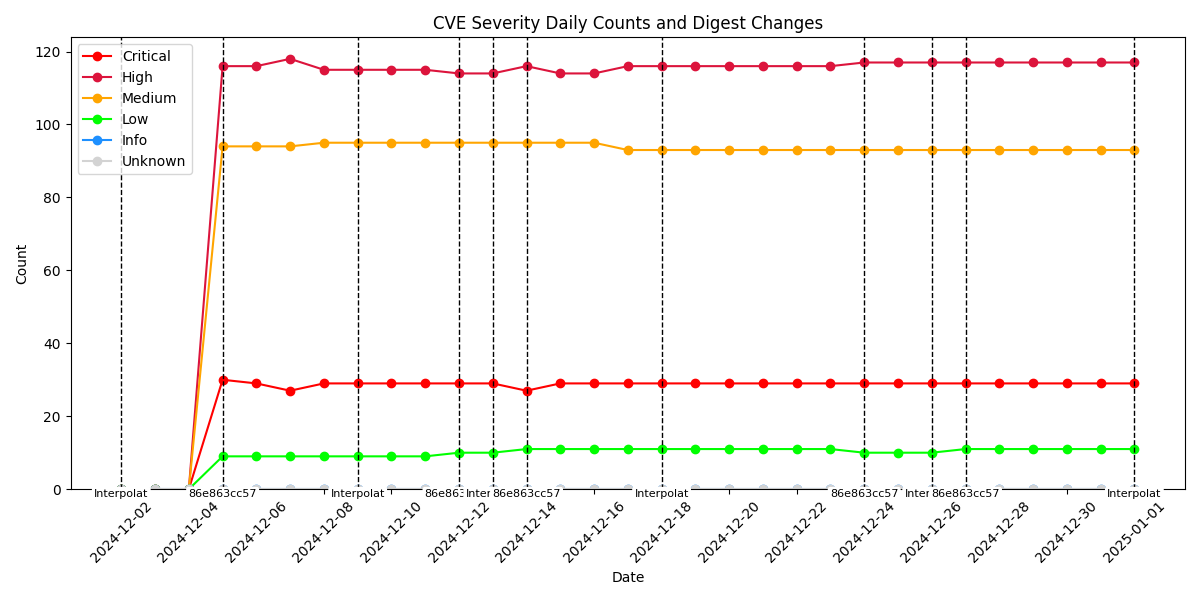 CVE Severity Daily Counts and Digest Changes
Critical
High
Medium
Low
Info
Unknown
120
100
80
60
40
20
0
Count
Interpolat
86e863cc57
Interpolat
86e863
Inter
86e863cc57
Interpolat
86e863cc57
Inter
86e863cc57
Interpolat
2024-12-02
2024-12-04
2024-12-06
2024-12-08
2024-12-10
2024-12-12
2024-12-14
2024-12-16
2024-12-18
2024-12-20
2024-12-22
2024-12-24
2024-12-26
2024-12-28
2024-12-30
2025-01-01
Date